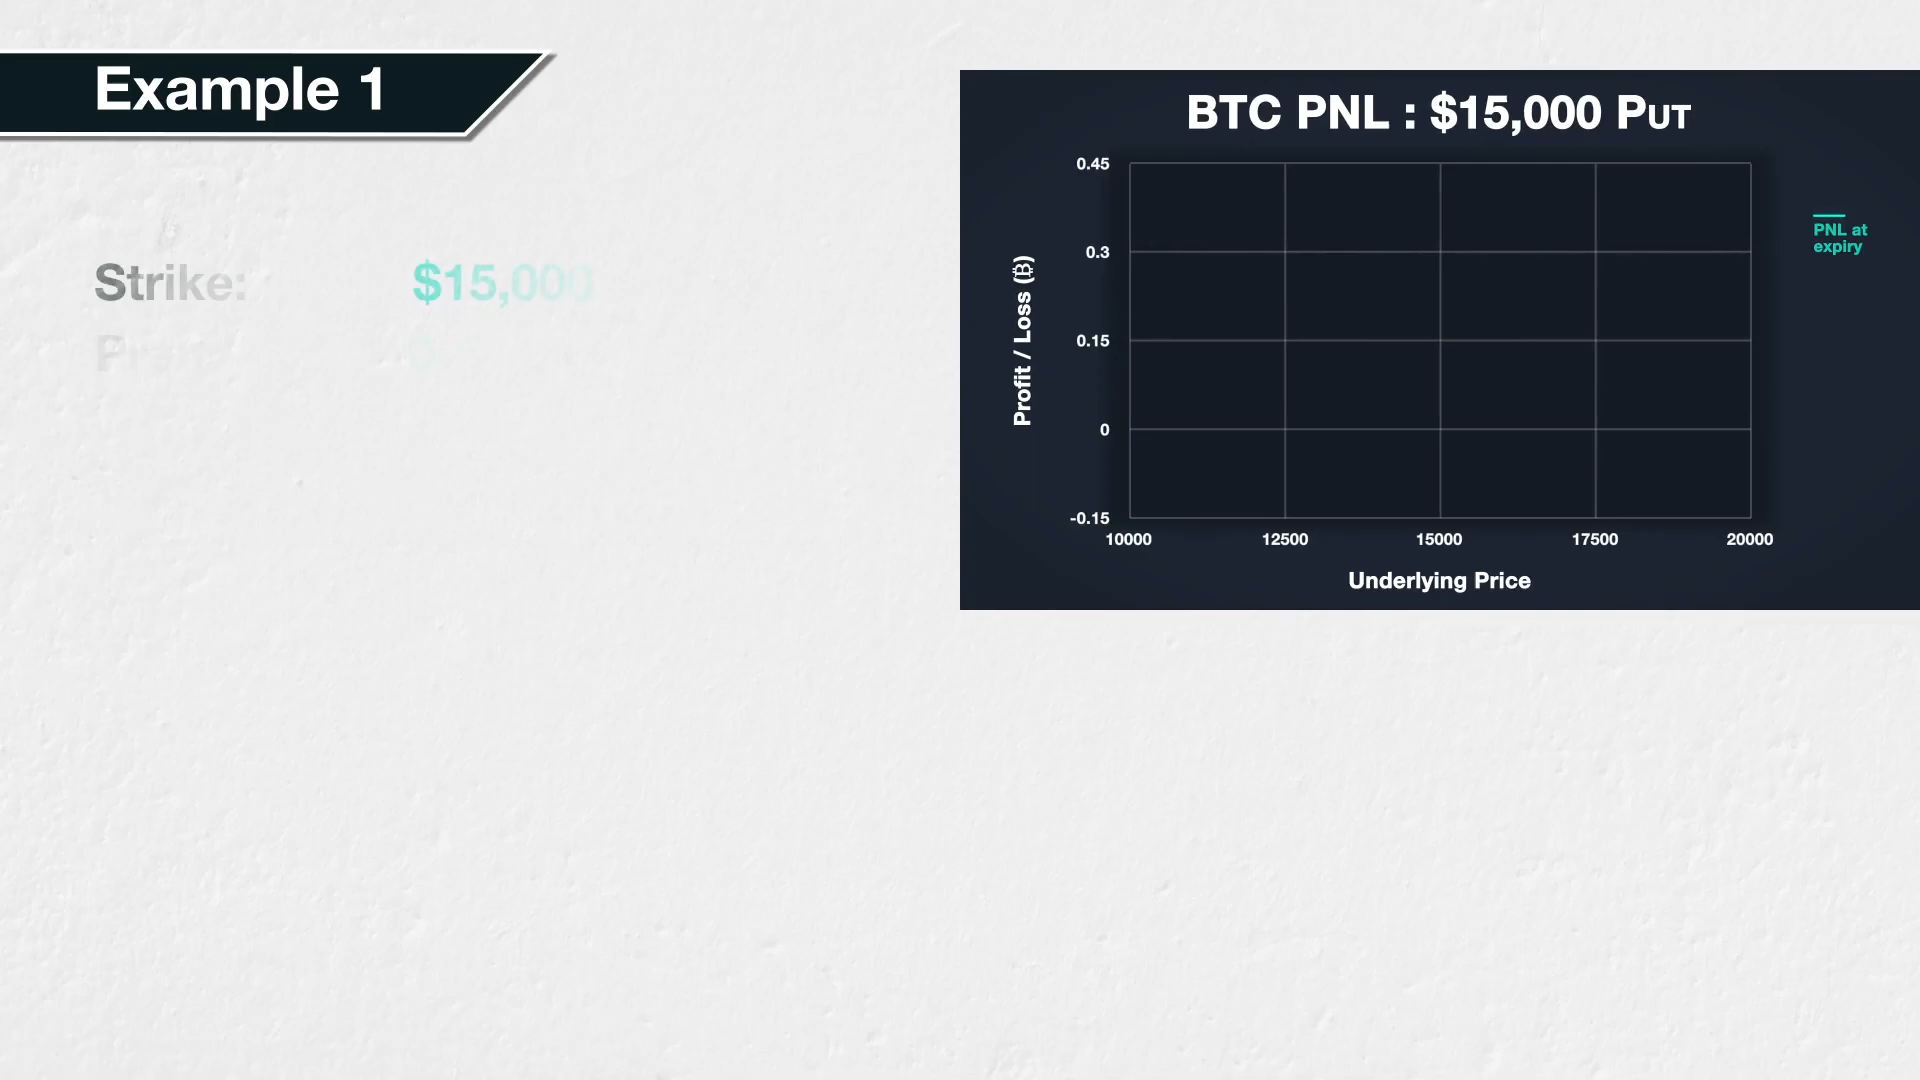 Example 1
Strike: $15,000
BTC PNL : $15,000 PUT
0.45
0.3
0.15
0
-0.15
Profit / Loss (₿)
10000 12500 15000 17500 20000
Underlying Price
PNL at
expiry